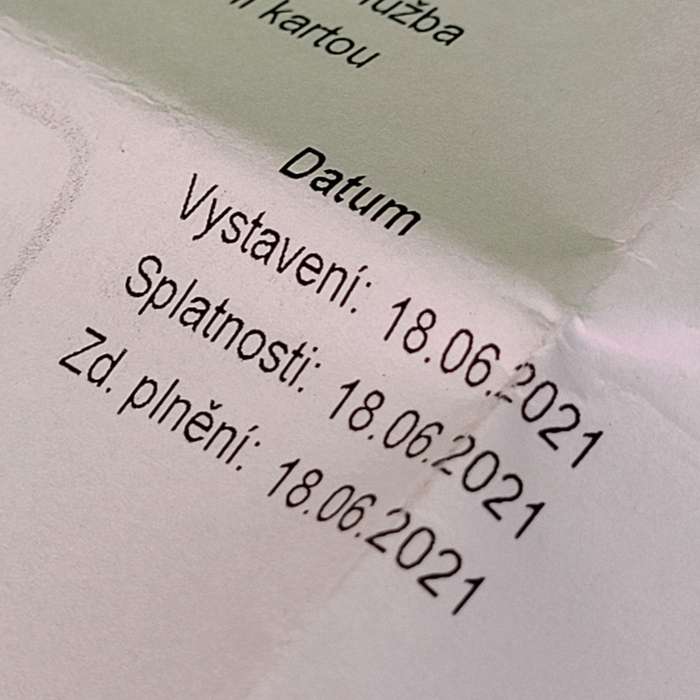 kartou
Datum
Vystavení: 18.06.2021
Splatnosti: 18.06.2021
Zd. plnění: 18.06.2021